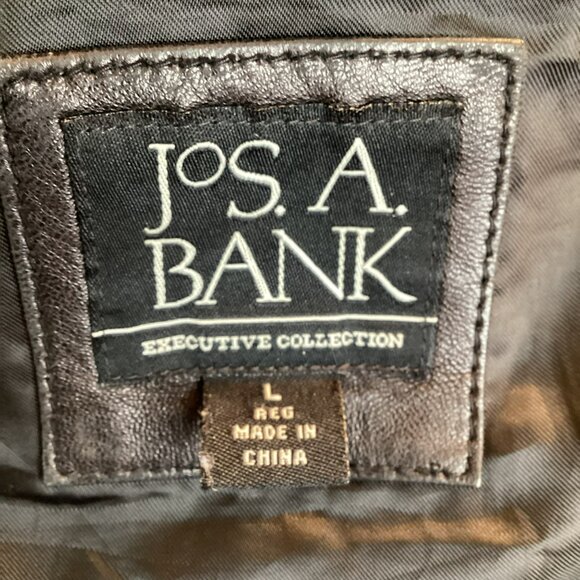 JOS. A.
BANK
EXECUTIVE COLLECTION
L
REG
MADE IN
CHINA